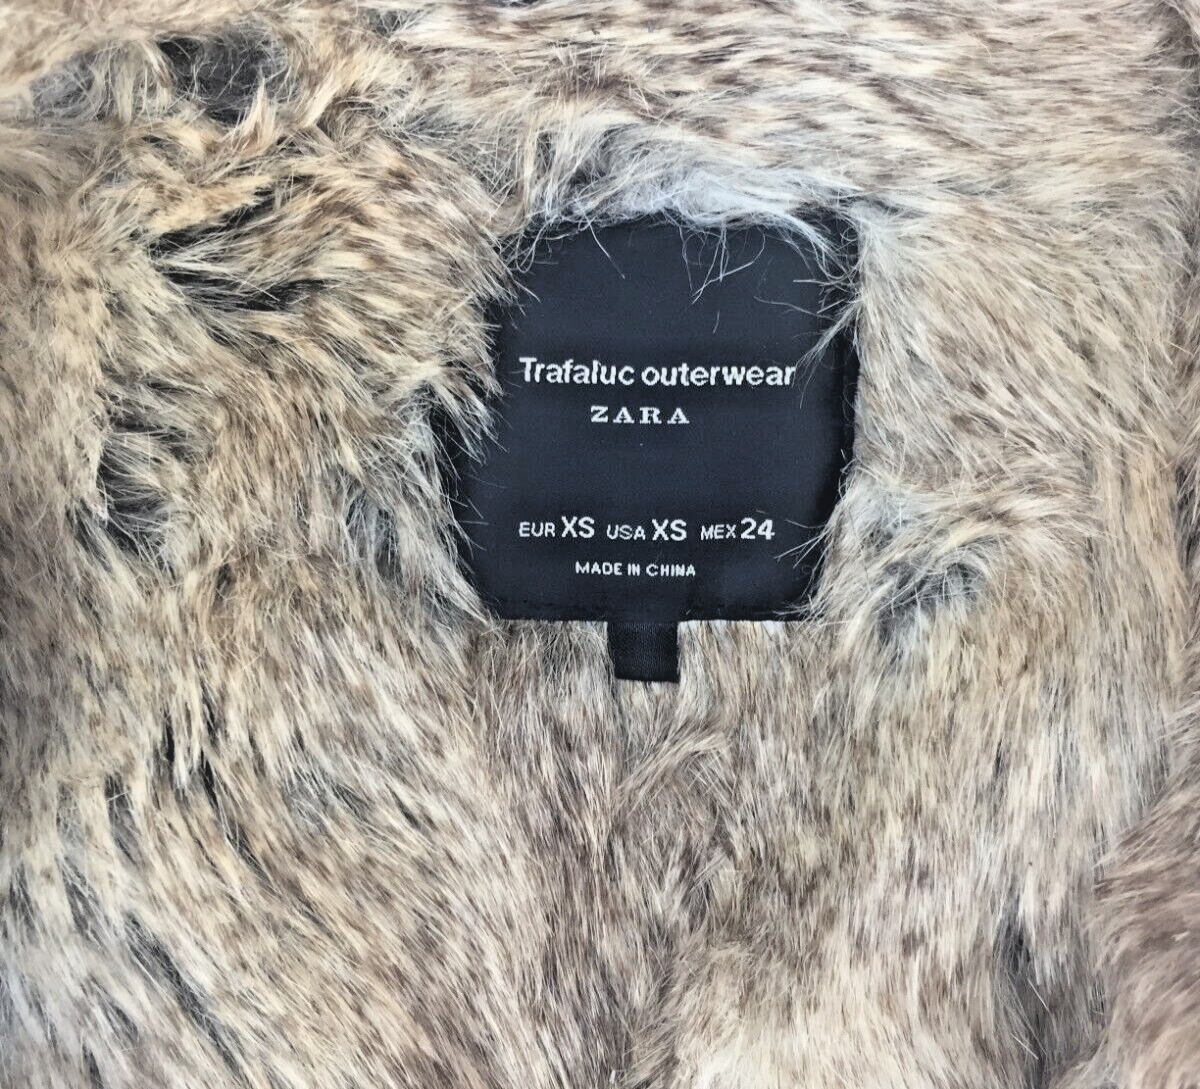 Trafaluc outerwear
ZARA
EUR XS USA XS MEX 24
MADE IN CHINA